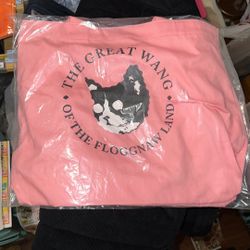 THE GREAT WANG
OF THE FLOGGNAW LAND